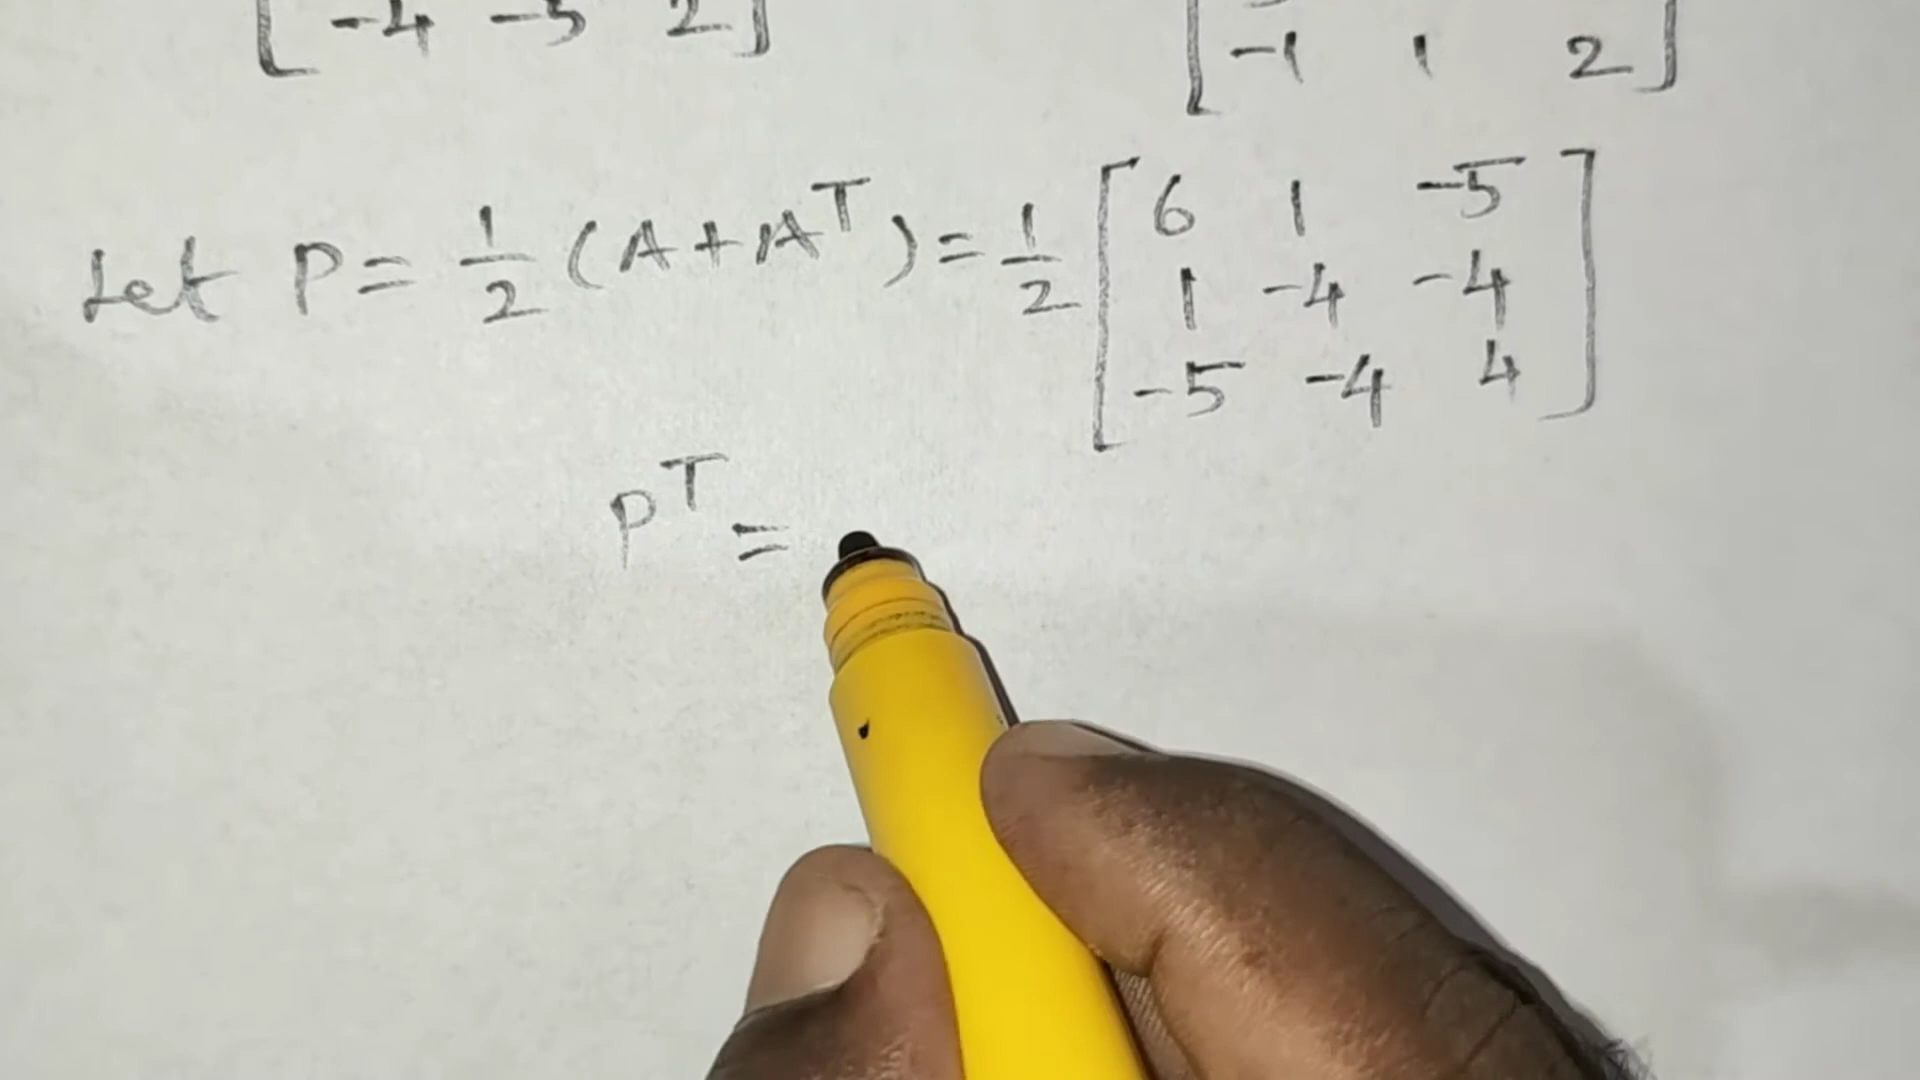 -4 -5 2
-1 1 2
Let P = 1/2 (A + A^T) = 1/2 [ 6 1 -5
1 -4 -4
-5 -4 4 ]
P^T =